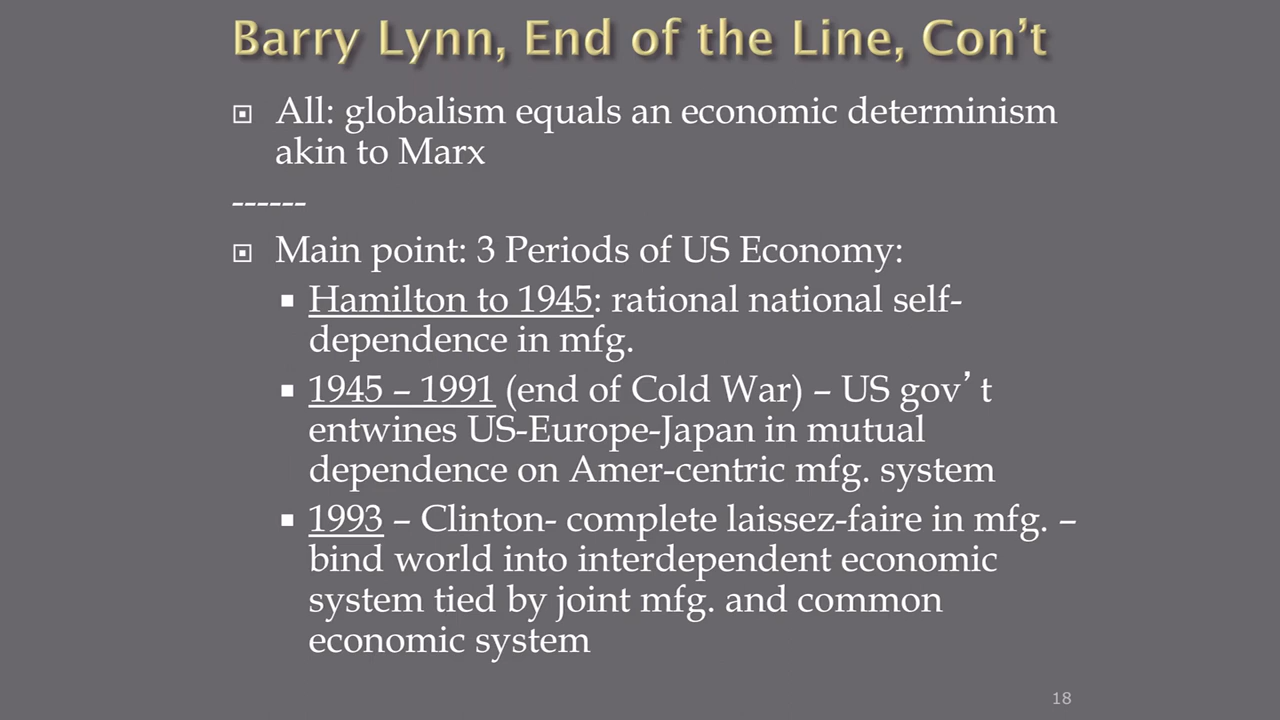 Barry Lynn, End of the Line, Con’t
All: globalism equals an economic determinism
akin to Marx
------
Main point: 3 Periods of US Economy:
Hamilton to 1945: rational national self-
dependence in mfg.
1945 – 1991 (end of Cold War) – US gov’ t
entwines US-Europe-Japan in mutual
dependence on Amer-centric mfg. system
1993 – Clinton- complete laissez-faire in mfg. –
bind world into interdependent economic
system tied by joint mfg. and common
economic system
18